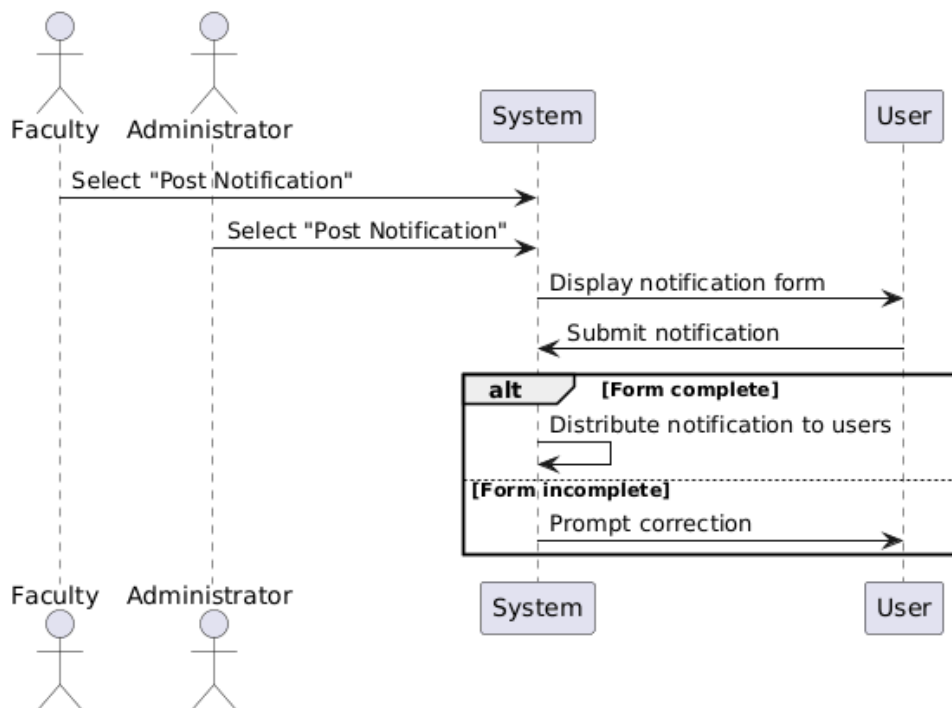 Faculty
Administrator
System
User
Select "Post Notification"
Select "Post Notification"
Display notification form
Submit notification
alt [Form complete]
Distribute notification to users
[Form incomplete]
Prompt correction
Faculty
Administrator
System
User